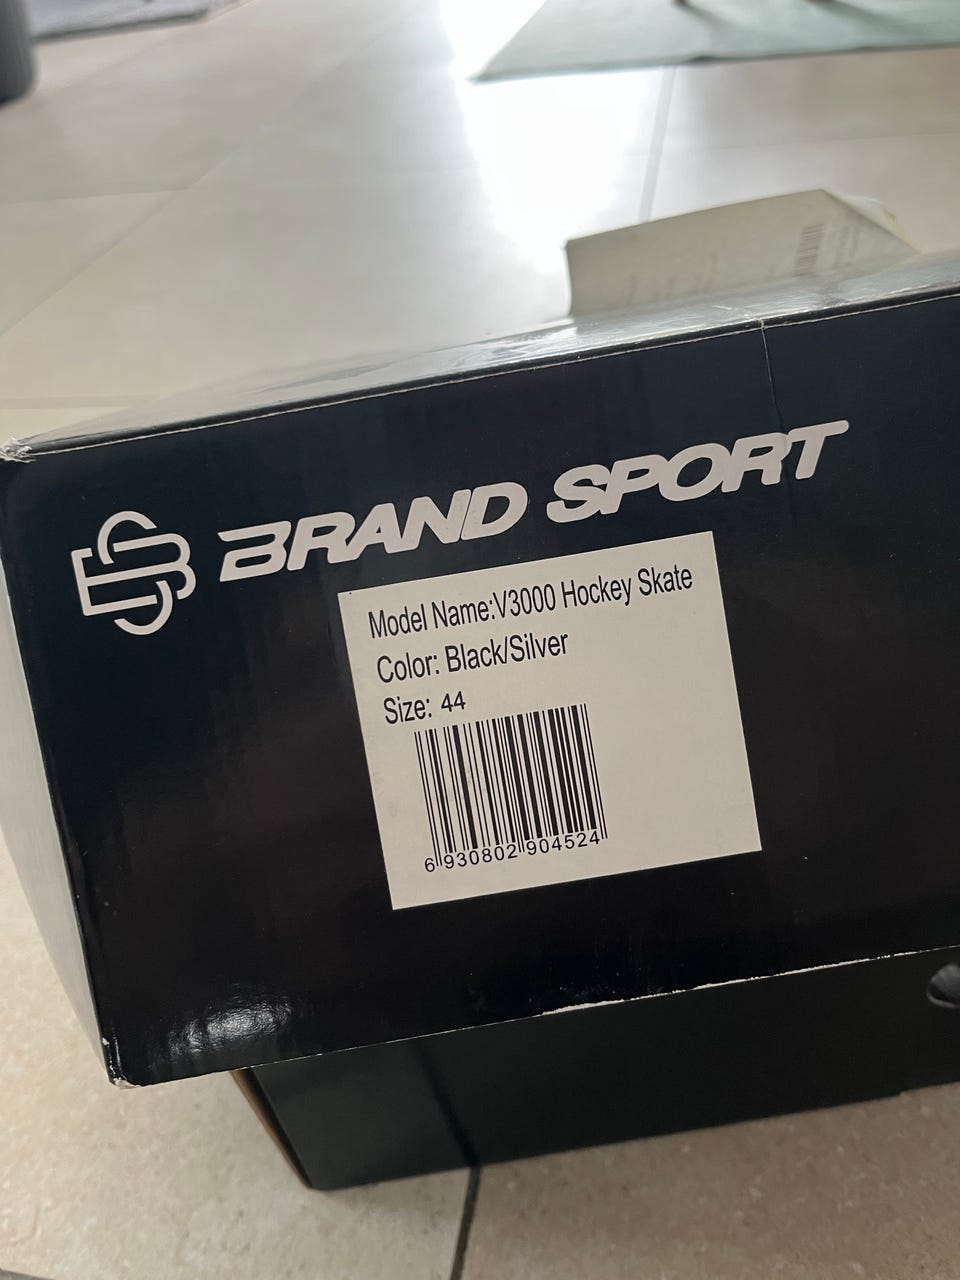 BRAND SPORT
Model Name:V3000 Hockey Skate
Color: Black/Silver
Size: 44
6 930802 904524